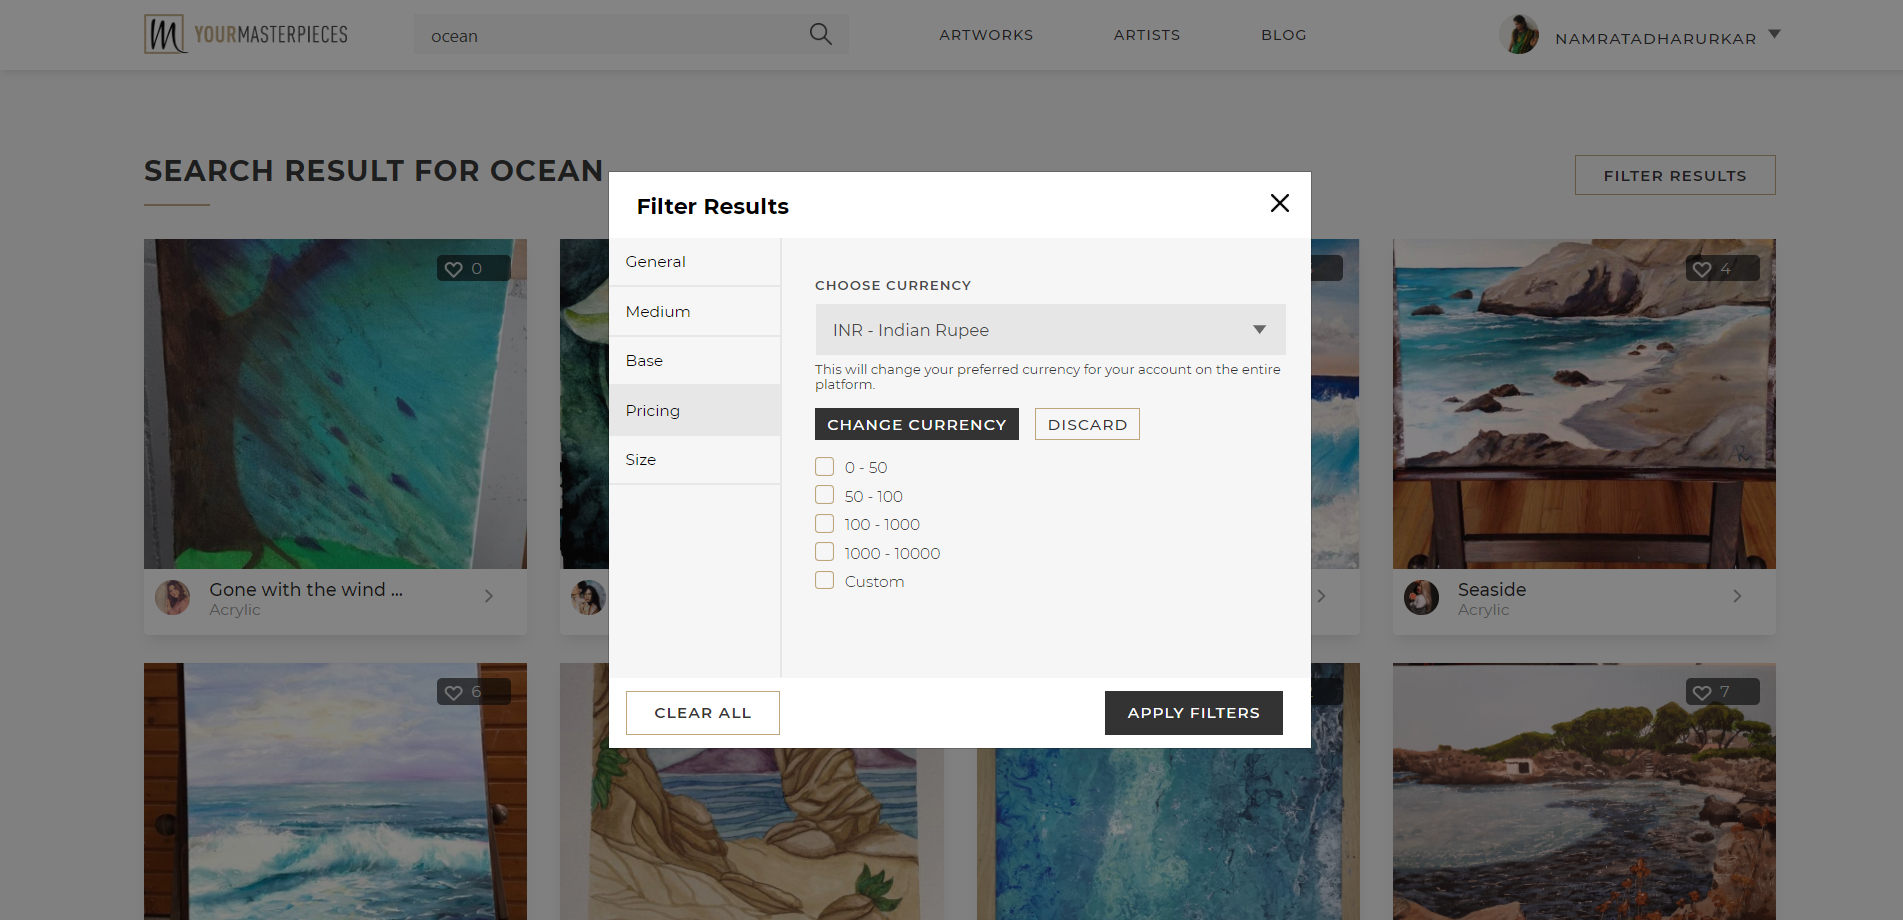 YOURMASTERPIECES
ocean
ARTWORKS
ARTISTS
BLOG
NAMRATADHARURKAR
SEARCH RESULT FOR OCEAN
FILTER RESULTS
Filter Results
General
Medium
Base
Pricing
Size
CHOOSE CURRENCY
INR - Indian Rupee
This will change your preferred currency for your account on the entire
platform.
CHANGE CURRENCY
DISCARD
0 - 50
50 - 100
100 - 1000
1000 - 10000
Custom
CLEAR ALL
APPLY FILTERS
0
4
Gone with the wind ...
Acrylic
Seaside
Acrylic
6
7